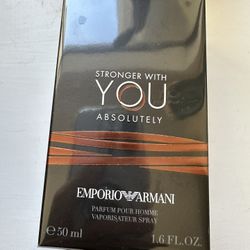 STRONGER WITH
YOU
ABSOLUTELY
EMPORIO ARMANI
PARFUM POUR HOMME
VAPORISATEUR SPRAY
℮ 50 ml 1.6 FL.OZ.